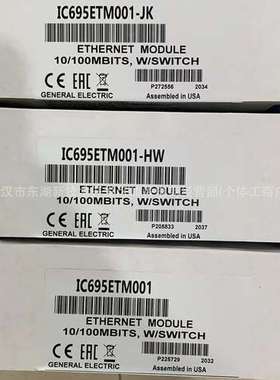 IC695ETM001-JK
ETHERNET MODULE
10/100MBITS, W/SWITCH
P272556 2034
GENERAL ELECTRIC
Assembled in USA
IC695ETM001-HW
ETHERNET MODULE
10/100MBITS, W/SWITCH
P205833 2037
GENERAL ELECTRIC
Assembled in USA
IC695ETM001
ETHERNET MODULE
10/100MBITS, W/SWITCH
P225729 2032
GENERAL ELECTRIC
Assembled in USA